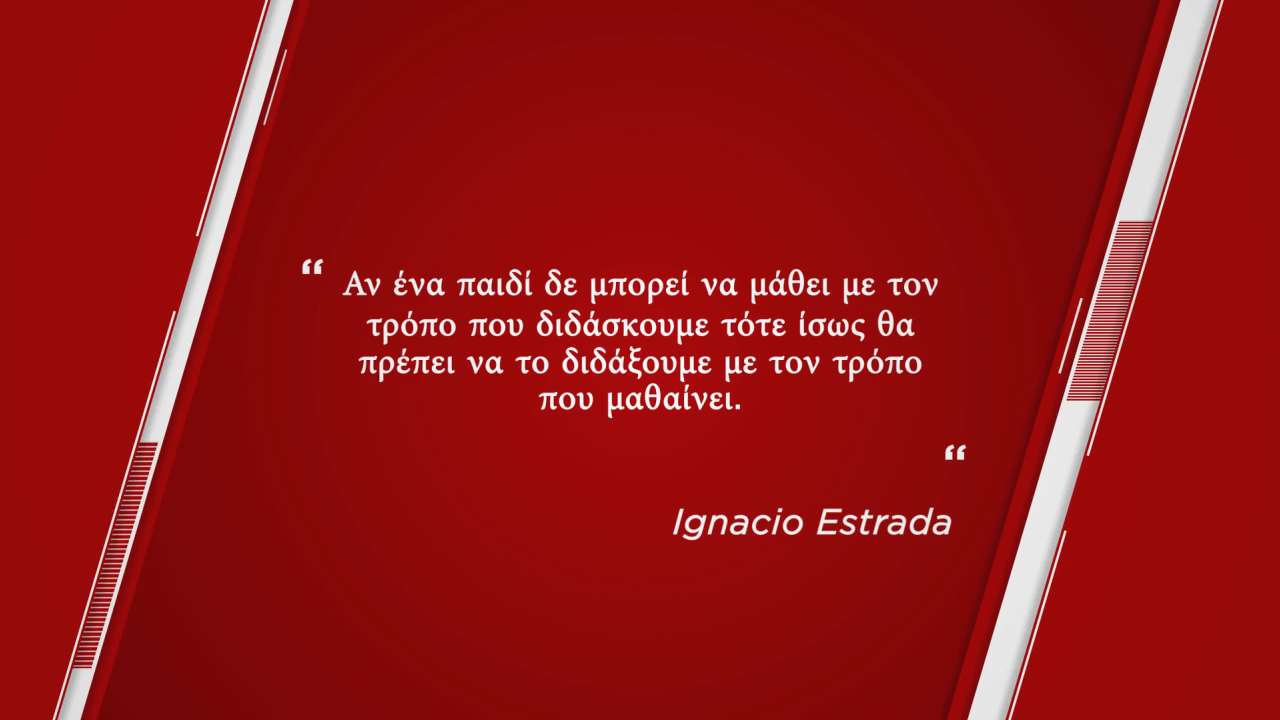 “ Αν ένα παιδί δε μπορεί να μάθει με τον
τρόπο που διδάσκουμε τότε ίσως θα
πρέπει να το διδάξουμε με τον τρόπο
που μαθαίνει.
“
Ignacio Estrada